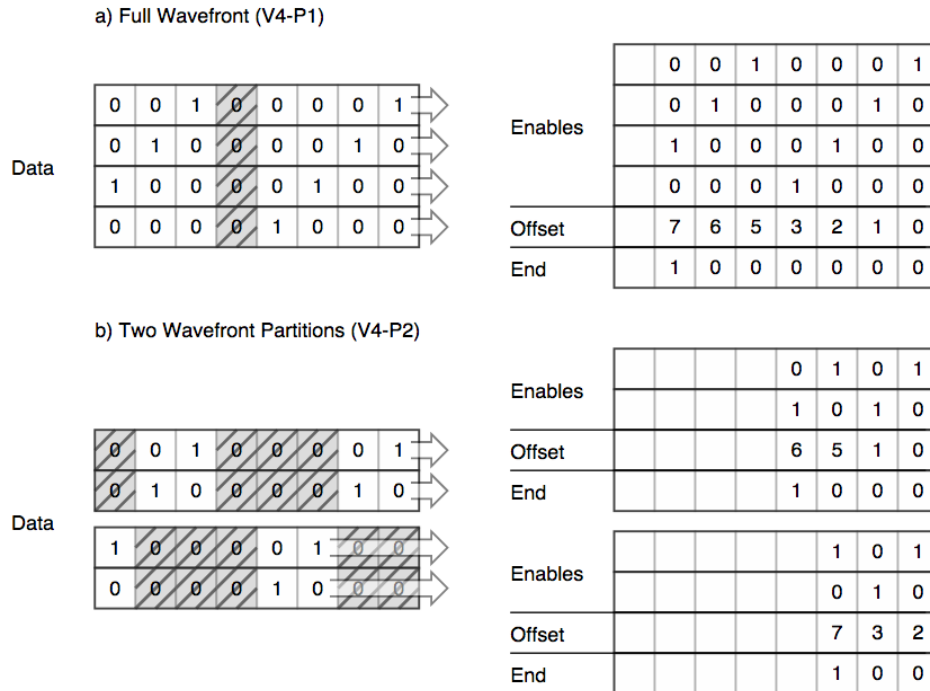 a) Full Wavefront (V4-P1)
Data
0 0 1 0 0 0 0 1
0 1 0 0 0 0 1 0
1 0 0 0 0 1 0 0
0 0 0 0 1 0 0 0
Enables
0 0 1 0 0 0 1
0 1 0 0 0 1 0
1 0 0 0 1 0 0
0 0 0 1 0 0 0
Offset 7 6 5 3 2 1 0
End 1 0 0 0 0 0 0
b) Two Wavefront Partitions (V4-P2)
Data
0 0 1 0 0 0 0 1
0 1 0 0 0 0 1 0
1 0 0 0 0 1 0 0
0 0 0 0 1 0 0 0
Enables
0 1 0 1
1 0 1 0
Offset 6 5 1 0
End 1 0 0 0
Enables
1 0 1
0 1 0
Offset 7 3 2
End 1 0 0